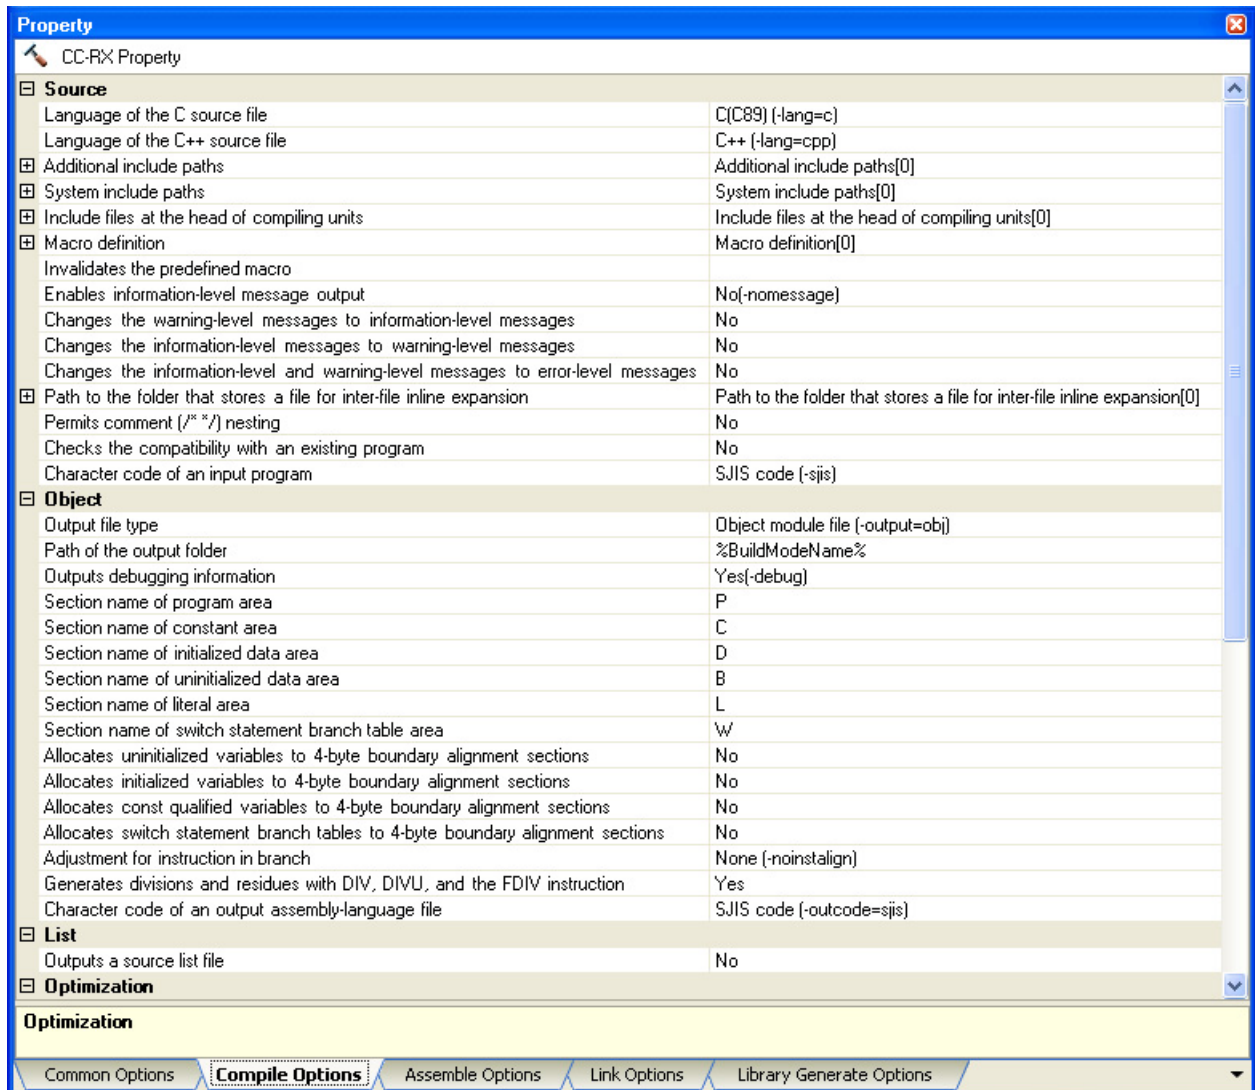 Property
CC-RX Property
Source
Language of the C source file C(C89) (-lang=c)
Language of the C++ source file C++ (-lang=cpp)
Additional include paths Additional include paths[0]
System include paths System include paths[0]
Include files at the head of compiling units Include files at the head of compiling units[0]
Macro definition Macro definition[0]
Invalidates the predefined macro
Enables information-level message output No(-nomessage)
Changes the warning-level messages to information-level messages No
Changes the information-level messages to warning-level messages No
Changes the information-level and warning-level messages to error-level messages No
Path to the folder that stores a file for inter-file inline expansion Path to the folder that stores a file for inter-file inline expansion[0]
Permits comment (/* */) nesting No
Checks the compatibility with an existing program No
Character code of an input program SJIS code (-sjis)
Object
Output file type Object module file (-output=obj)
Path of the output folder %BuildModeName%
Outputs debugging information Yes(-debug)
Section name of program area P
Section name of constant area C
Section name of initialized data area D
Section name of uninitialized data area B
Section name of literal area L
Section name of switch statement branch table area W
Allocates uninitialized variables to 4-byte boundary alignment sections No
Allocates initialized variables to 4-byte boundary alignment sections No
Allocates const qualified variables to 4-byte boundary alignment sections No
Allocates switch statement branch tables to 4-byte boundary alignment sections No
Adjustment for instruction in branch None (-noinstalign)
Generates divisions and residues with DIV, DIVU, and the FDIV instruction Yes
Character code of an output assembly-language file SJIS code (-outcode=sjis)
List
Outputs a source list file No
Optimization
Optimization
Common Options Compile Options Assemble Options Link Options Library Generate Options